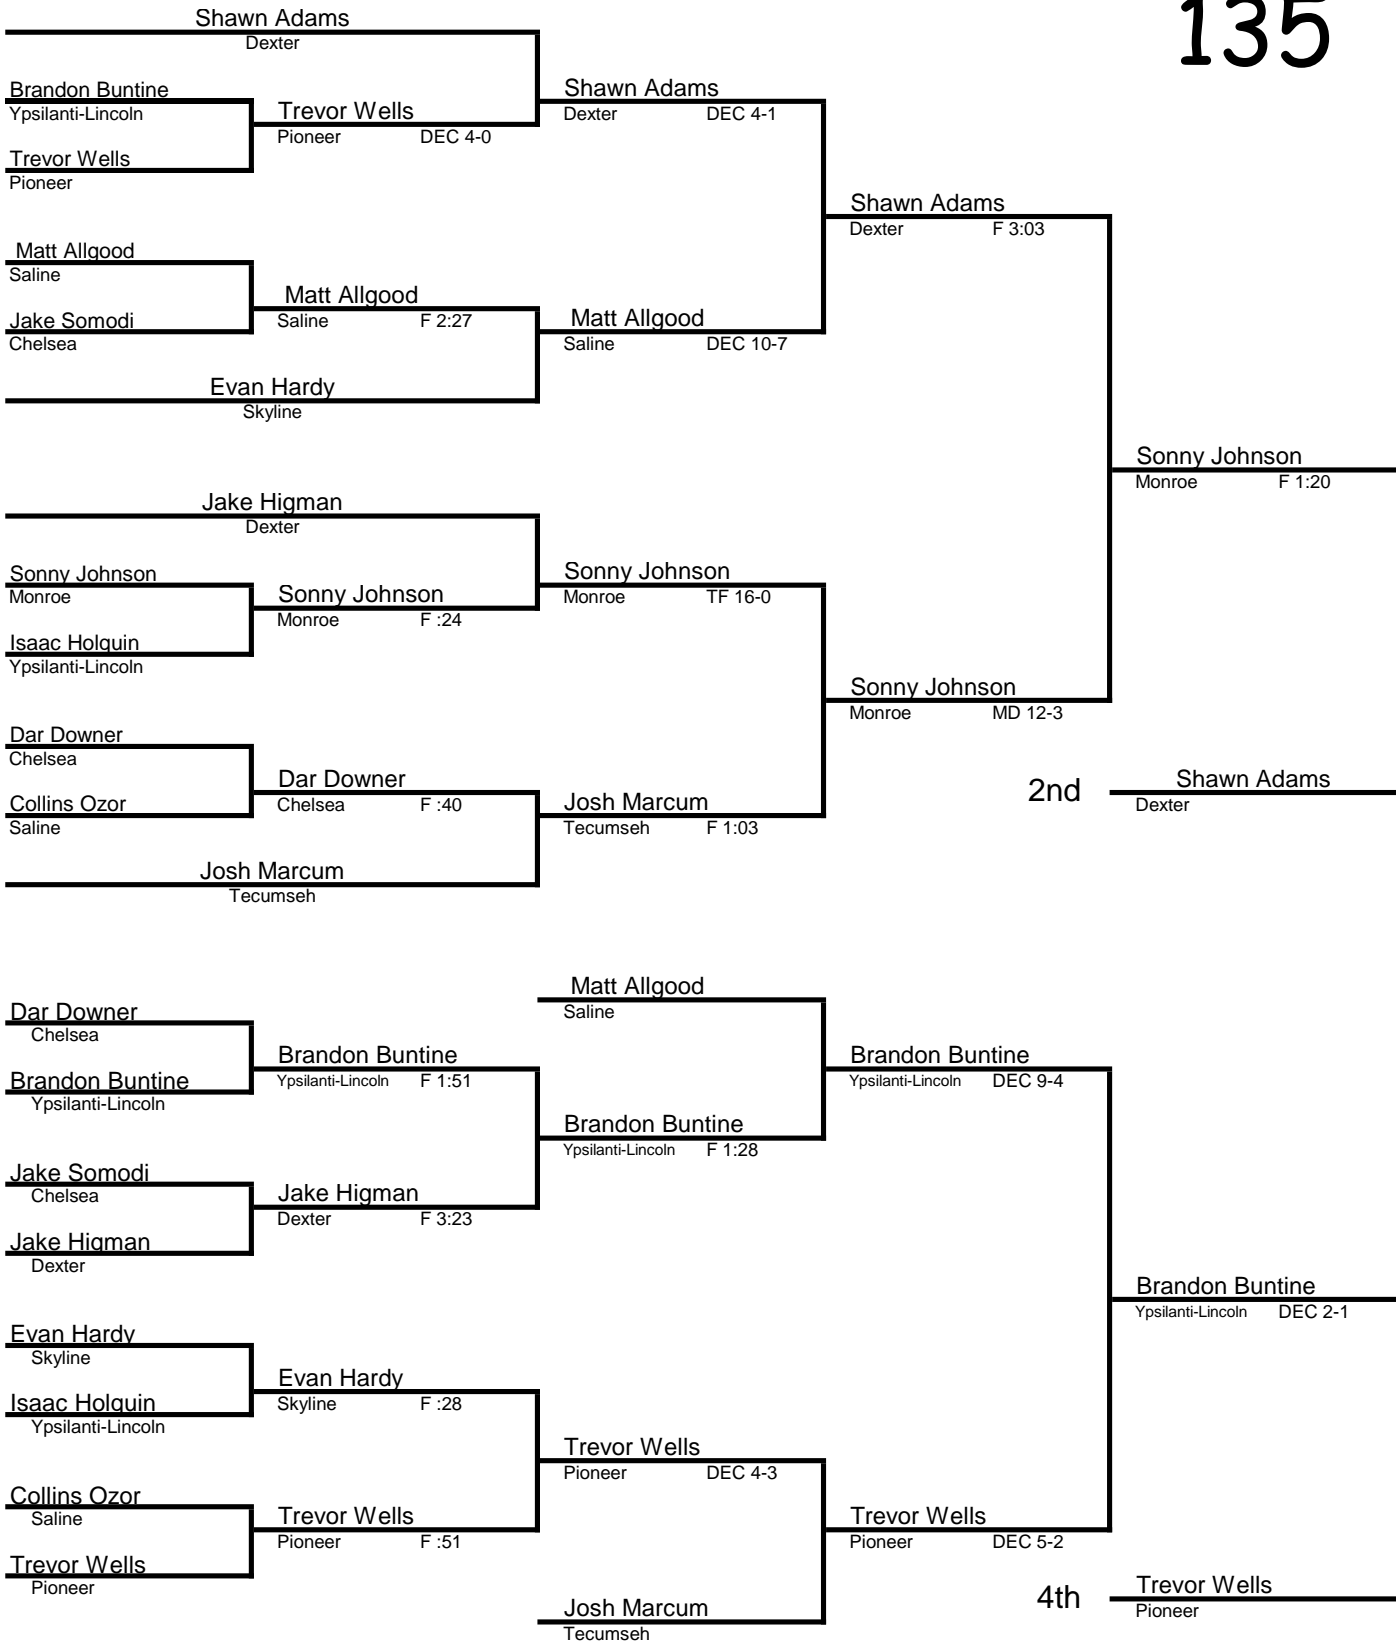 135
Shawn Adams
Dexter
Brandon Buntine
Ypsilanti-Lincoln
Trevor Wells
Pioneer
Trevor Wells
Pioneer DEC 4-0
Shawn Adams
Dexter DEC 4-1
Matt Allgood
Saline
Jake Somodi
Chelsea
Matt Allgood
Saline F 2:27
Evan Hardy
Skyline
Matt Allgood
Saline DEC 10-7
Shawn Adams
Dexter F 3:03
Jake Higman
Dexter
Sonny Johnson
Monroe
Isaac Holquin
Ypsilanti-Lincoln
Sonny Johnson
Monroe F :24
Sonny Johnson
Monroe TF 16-0
Dar Downer
Chelsea
Collins Ozor
Saline
Dar Downer
Chelsea F :40
Josh Marcum
Tecumseh
Josh Marcum
Tecumseh F 1:03
Sonny Johnson
Monroe MD 12-3
Sonny Johnson
Monroe F 1:20
2nd Shawn Adams
Dexter
Dar Downer
Chelsea
Brandon Buntine
Ypsilanti-Lincoln
Brandon Buntine
Ypsilanti-Lincoln F 1:51
Jake Somodi
Chelsea
Jake Higman
Dexter
Jake Higman
Dexter F 3:23
Matt Allgood
Saline
Brandon Buntine
Ypsilanti-Lincoln F 1:28
Brandon Buntine
Ypsilanti-Lincoln DEC 9-4
Evan Hardy
Skyline
Isaac Holquin
Ypsilanti-Lincoln
Evan Hardy
Skyline F :28
Collins Ozor
Saline
Trevor Wells
Pioneer
Trevor Wells
Pioneer F :51
Trevor Wells
Pioneer DEC 4-3
Josh Marcum
Tecumseh
Trevor Wells
Pioneer DEC 5-2
Brandon Buntine
Ypsilanti-Lincoln DEC 2-1
4th Trevor Wells
Pioneer